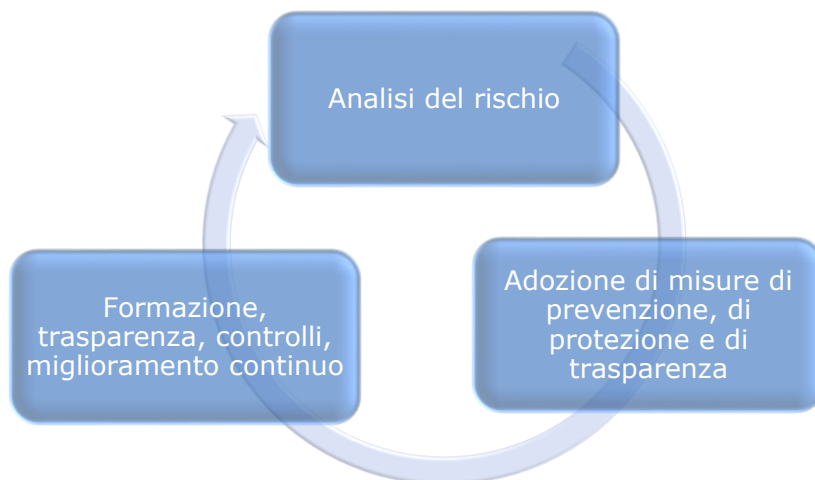 Analisi del rischio
Adozione di misure di
prevenzione, di
protezione e di
trasparenza
Formazione,
trasparenza, controlli,
miglioramento continuo